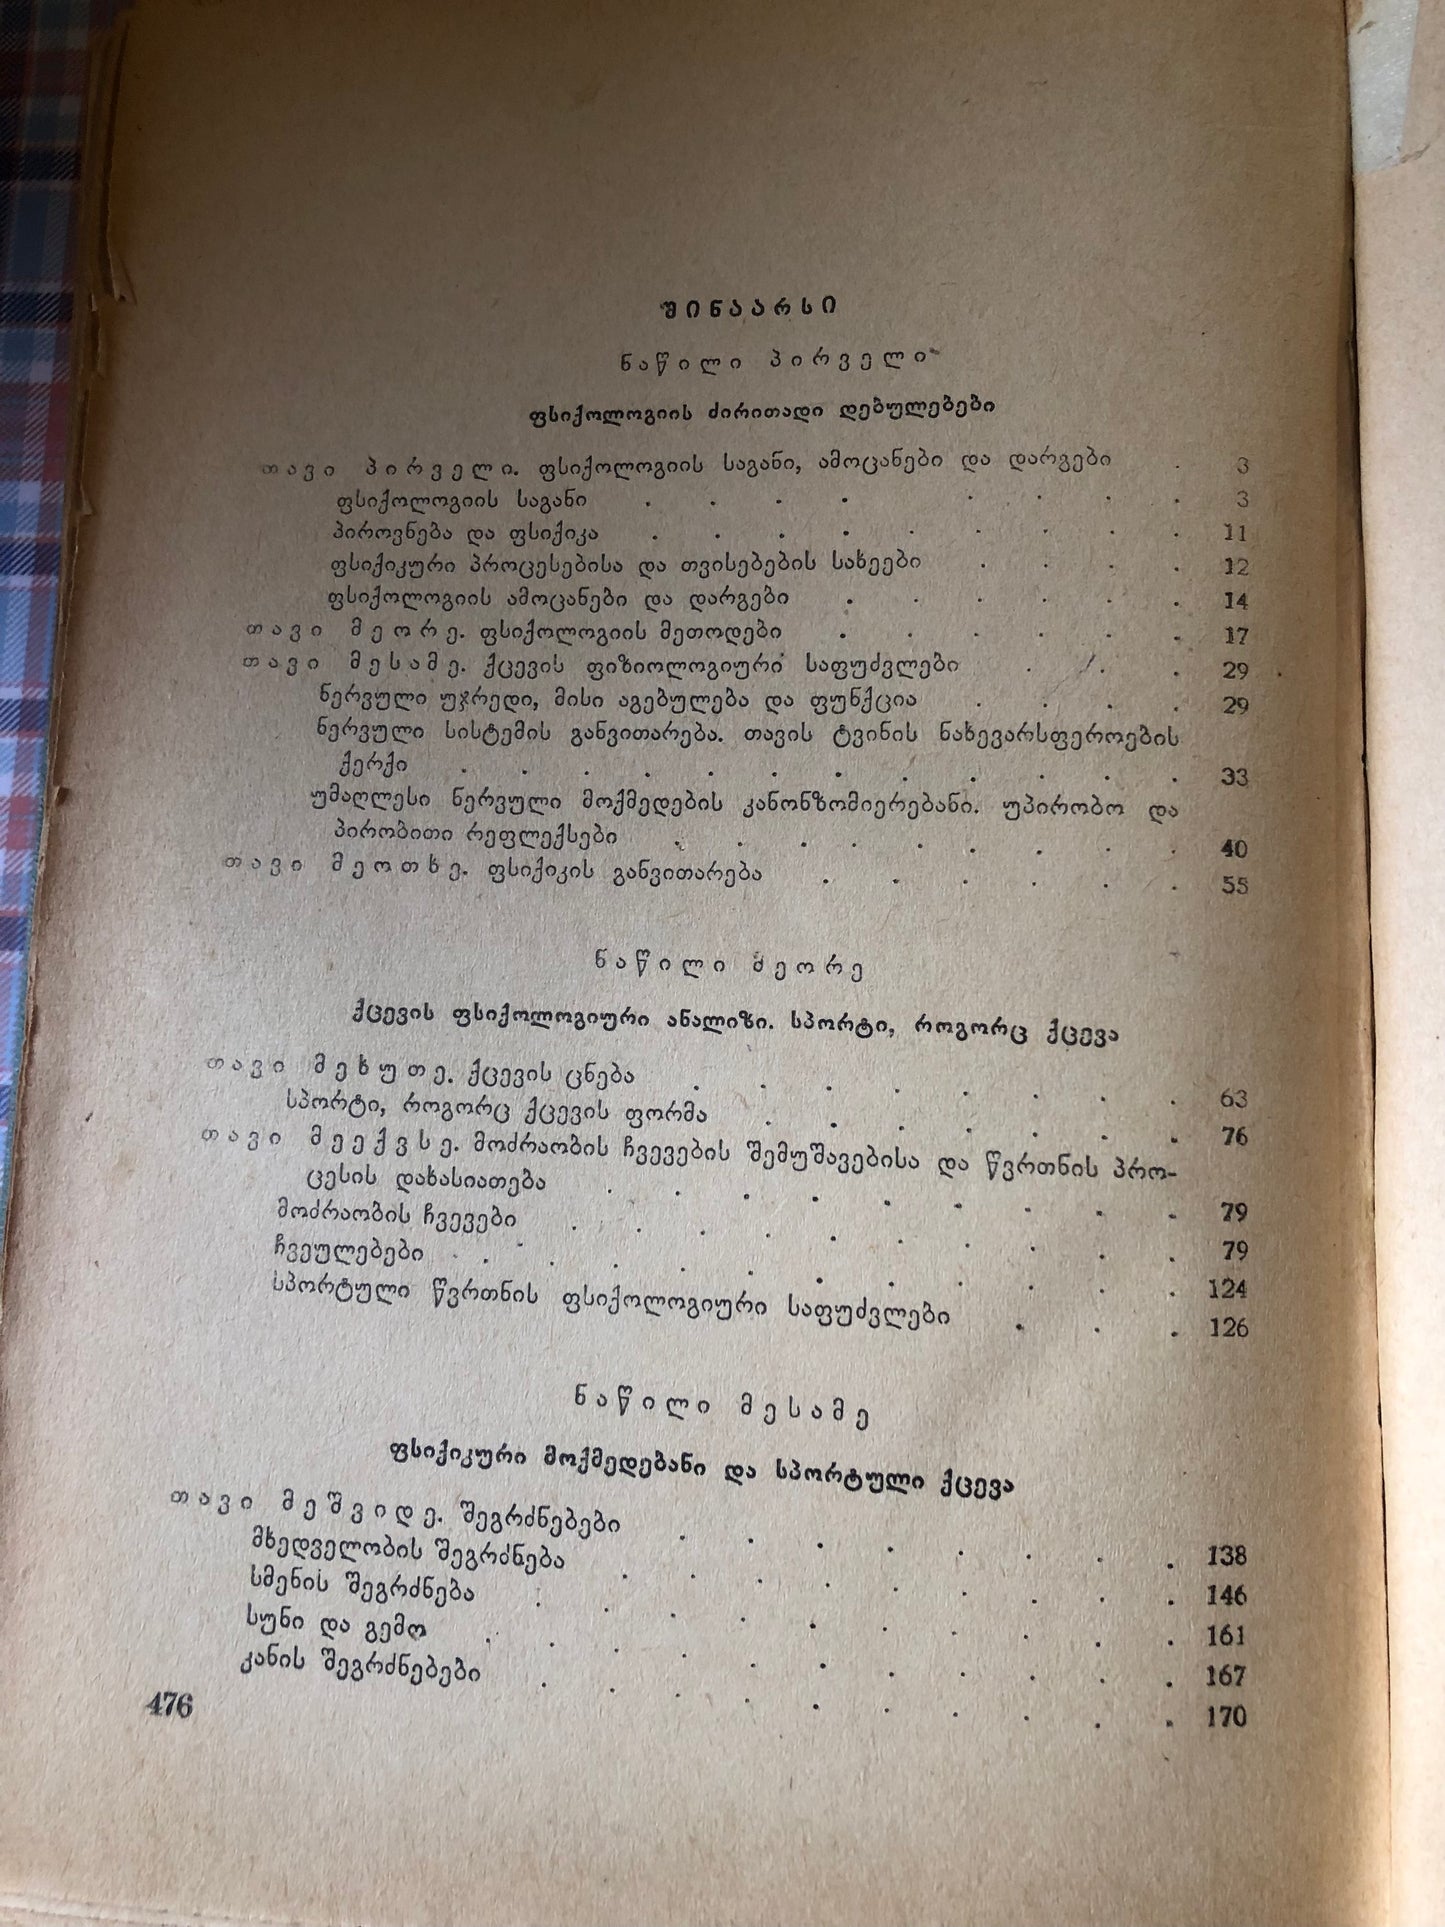 შინაარსი
ნაწილი პირველი
ფსიქოლოგიის ძირითადი დებულებები
თავი პირველი. ფსიქოლოგიის საგანი, ამოცანები და დარგები . 3
ფსიქოლოგიის საგანი . . . . . . . . . 3
პიროვნება და ფსიქიკა . . . . . . . . . 11
ფსიქიკური პროცესებისა და თვისებების სახეები . . . . 12
ფსიქოლოგიის ამოცანები და დარგები . . . . . . 14
თავი მეორე. ფსიქოლოგიის მეთოდები . . . . . . 17
თავი მესამე. ქცევის ფიზიოლოგიური საფუძვლები . . . 29
ნერვული უჯრედი, მისი აგებულება და ფუნქცია . . . . 29
ნერვული სისტემის განვითარება. თავის ტვინის ნახევარსფეროების
ქერქი . . . . . . . . . . . . 33
უმაღლესი ნერვული მოქმედების კანონზომიერებანი. უპირობო და
პირობითი რეფლექსები . . . . . . . . . 40
თავი მეოთხე. ფსიქიკის განვითარება . . . . . . 55
ნაწილი მეორე
ქცევის ფსიქოლოგიური ანალიზი. სპორტი, როგორც ქცევა
თავი მეხუთე. ქცევის ცნება . . . . . . . . 63
სპორტი, როგორც ქცევის ფორმა . . . . . . . 76
თავი მეექვსე. მოძრაობის ჩვევების შემუშავებისა და წვრთნის პრო-
ცესის დახასიათება . . . . . . . . . 79
მოძრაობის ჩვევები . . . . . . . . . . 79
ჩვეულებები . . . . . . . . . . . 124
სპორტული წვრთნის ფსიქოლოგიური საფუძვლები . . . 126
ნაწილი მესამე
ფსიქიკური მოქმედებანი და სპორტული ქცევა
თავი მეშვიდე. შეგრძნებები . . . . . . . . 138
მხედველობის შეგრძნება . . . . . . . . . 146
სმენის შეგრძნება . . . . . . . . . . 161
სუნი და გემო . . . . . . . . . . . 167
კანის შეგრძნებები . . . . . . . . . . 170
476